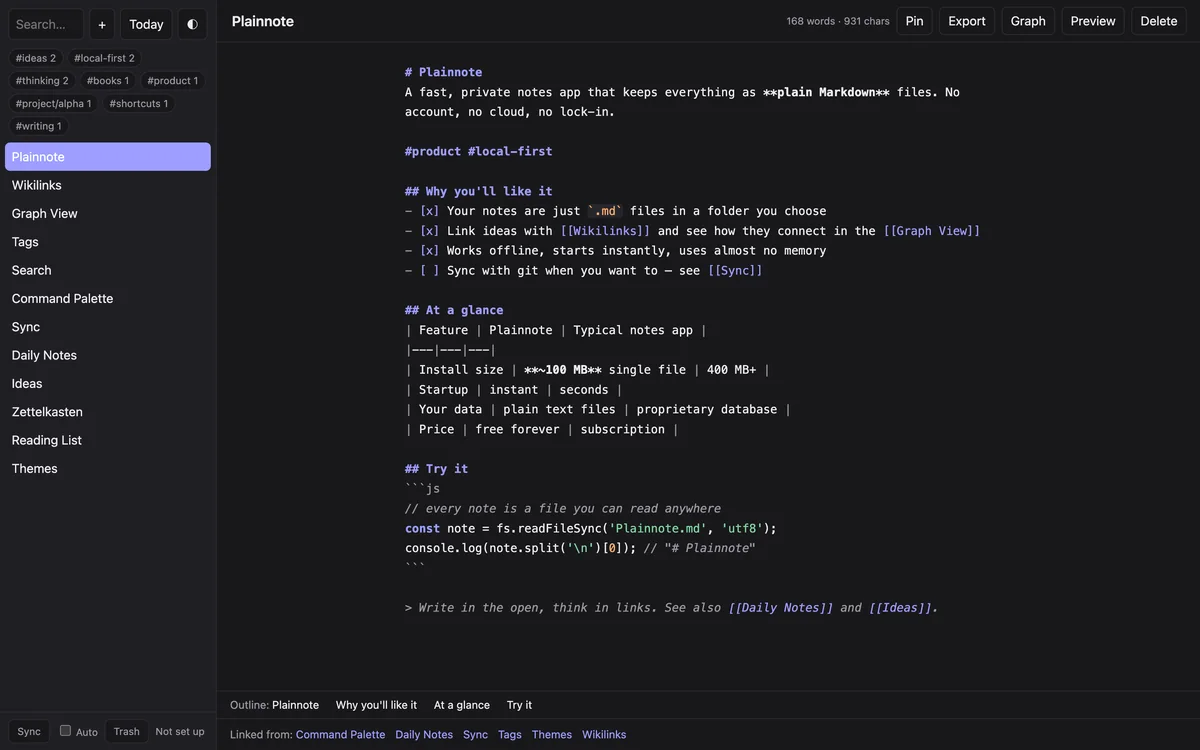 Search...
+
Today
#ideas 2
#local-first 2
#thinking 2
#books 1
#product 1
#project/alpha 1
#shortcuts 1
#writing 1
Plainnote
Wikilinks
Graph View
Tags
Search
Command Palette
Sync
Daily Notes
Ideas
Zettelkasten
Reading List
Themes
Sync
Auto
Trash
Not set up
Plainnote
168 words · 931 chars
Pin
Export
Graph
Preview
Delete
# Plainnote
A fast, private notes app that keeps everything as **plain Markdown** files. No
account, no cloud, no lock-in.
#product #local-first
## Why you'll like it
- [x] Your notes are just `.md` files in a folder you choose
- [x] Link ideas with [[Wikilinks]] and see how they connect in the [[Graph View]]
- [x] Works offline, starts instantly, uses almost no memory
- [ ] Sync with git when you want to — see [[Sync]]
## At a glance
| Feature | Plainnote | Typical notes app |
|---|---|---|
| Install size | **~100 MB** single file | 400 MB+ |
| Startup | instant | seconds |
| Your data | plain text files | proprietary database |
| Price | free forever | subscription |
## Try it
```js
// every note is a file you can read anywhere
const note = fs.readFileSync('Plainnote.md', 'utf8');
console.log(note.split('\n')[0]); // "# Plainnote"
```
> Write in the open, think in links. See also [[Daily Notes]] and [[Ideas]].
Outline: Plainnote Why you'll like it At a glance Try it
Linked from: Command Palette Daily Notes Sync Tags Themes Wikilinks